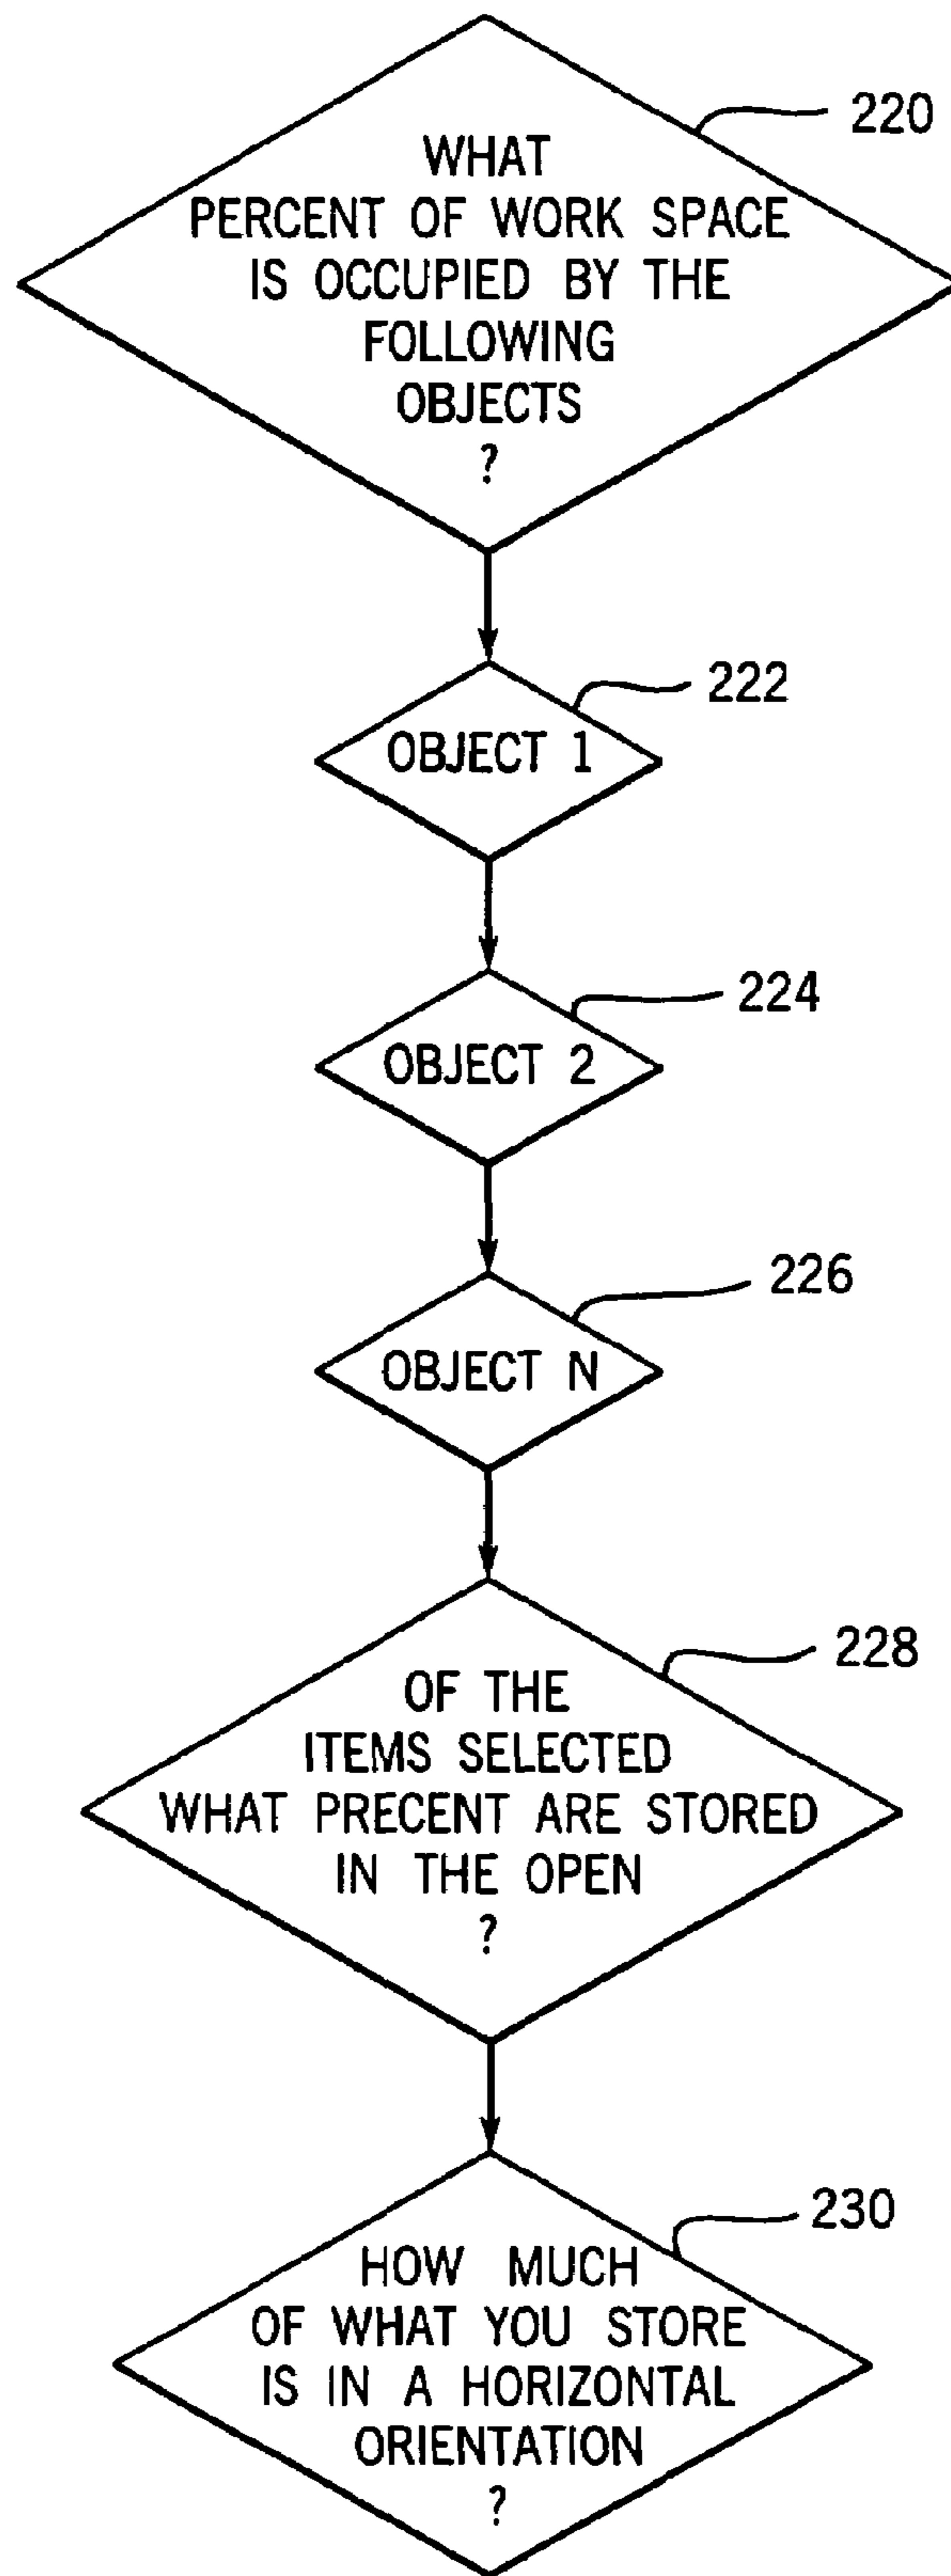 220
WHAT
PERCENT OF WORK SPACE
IS OCCUPIED BY THE
FOLLOWING
OBJECTS
?
222
OBJECT 1
224
OBJECT 2
226
OBJECT N
228
OF THE
ITEMS SELECTED
WHAT PRECENT ARE STORED
IN THE OPEN
?
230
HOW MUCH
OF WHAT YOU STORE
IS IN A HORIZONTAL
ORIENTATION
?